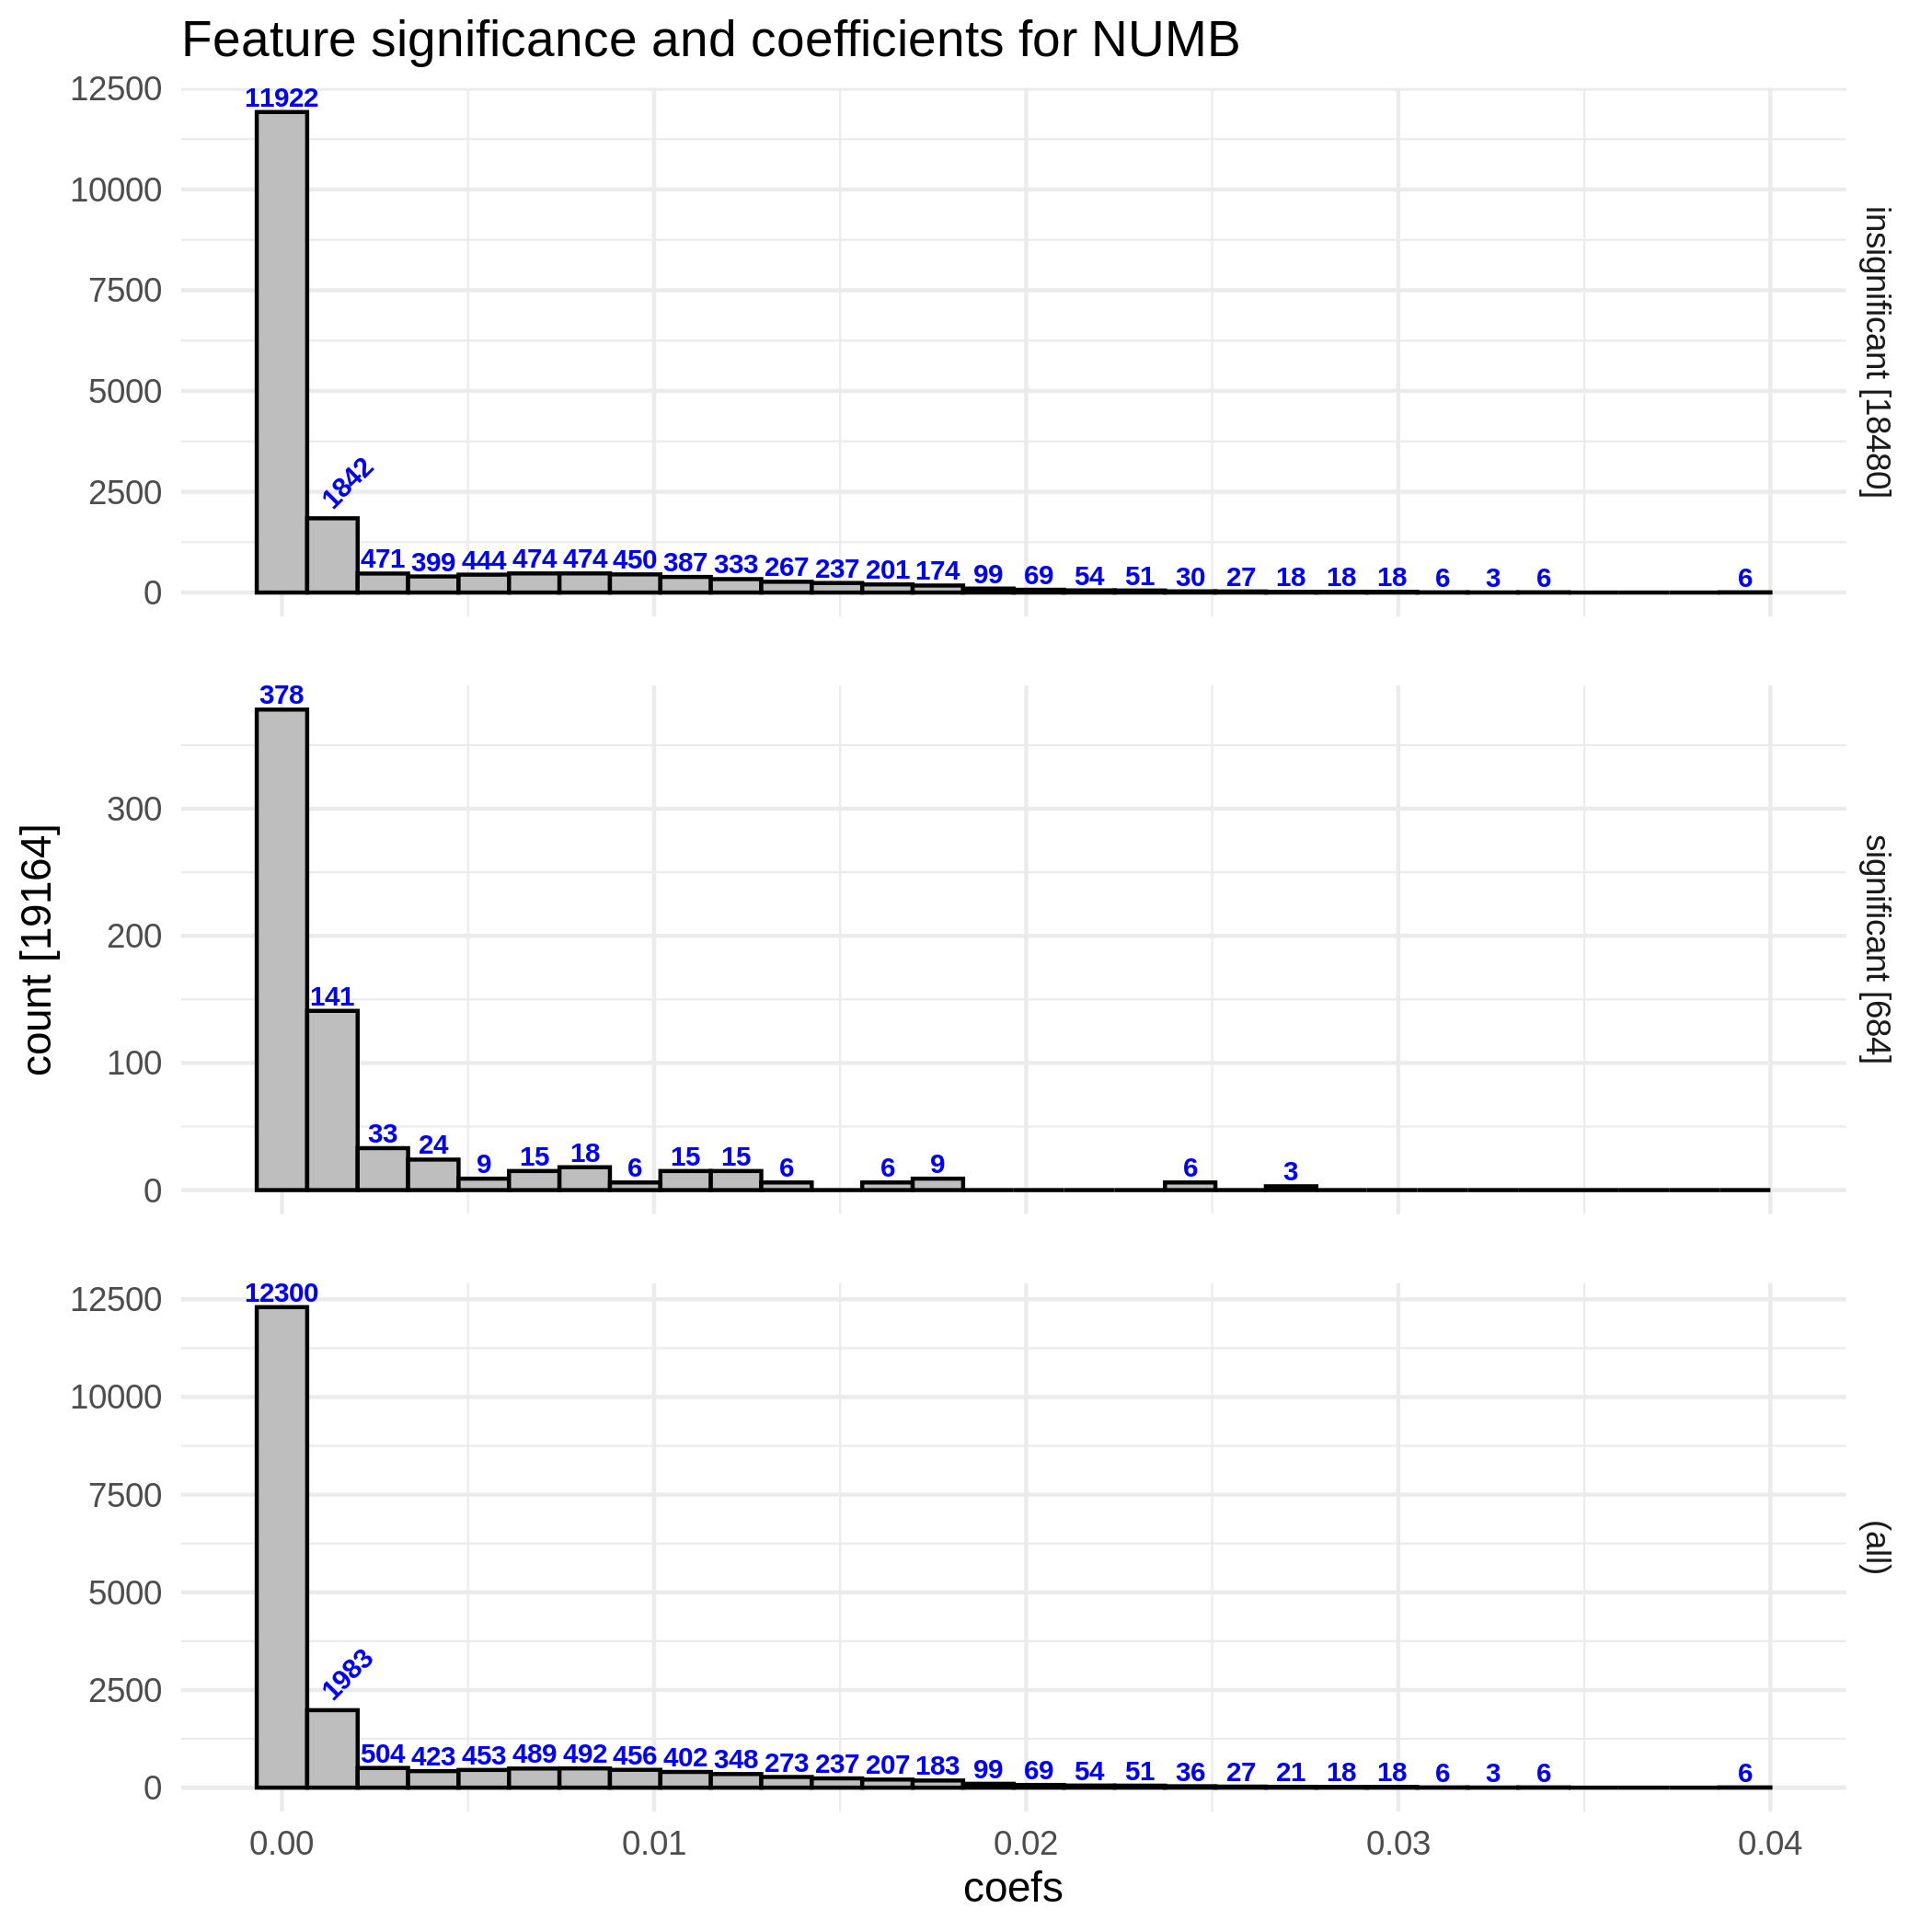 Feature significance and coefficients for NUMB
12500
10000
7500
5000
2500
0
11922
1842
471 399 444 474 474 450 387 333 267 237 201 174 99 69 54 51 30 27 18 18 18 6 3 6 6
insignificant [18480]
300
200
100
0
378
141
33 24 9 15 18 6 15 15 6 6 9 6 3
significant [684]
count [19164]
12500
10000
7500
5000
2500
0
12300
1983
504 423 453 489 492 456 402 348 273 237 207 183 99 69 54 51 36 27 21 18 18 6 3 6 6
(all)
0.00 0.01 0.02 0.03 0.04
coefs